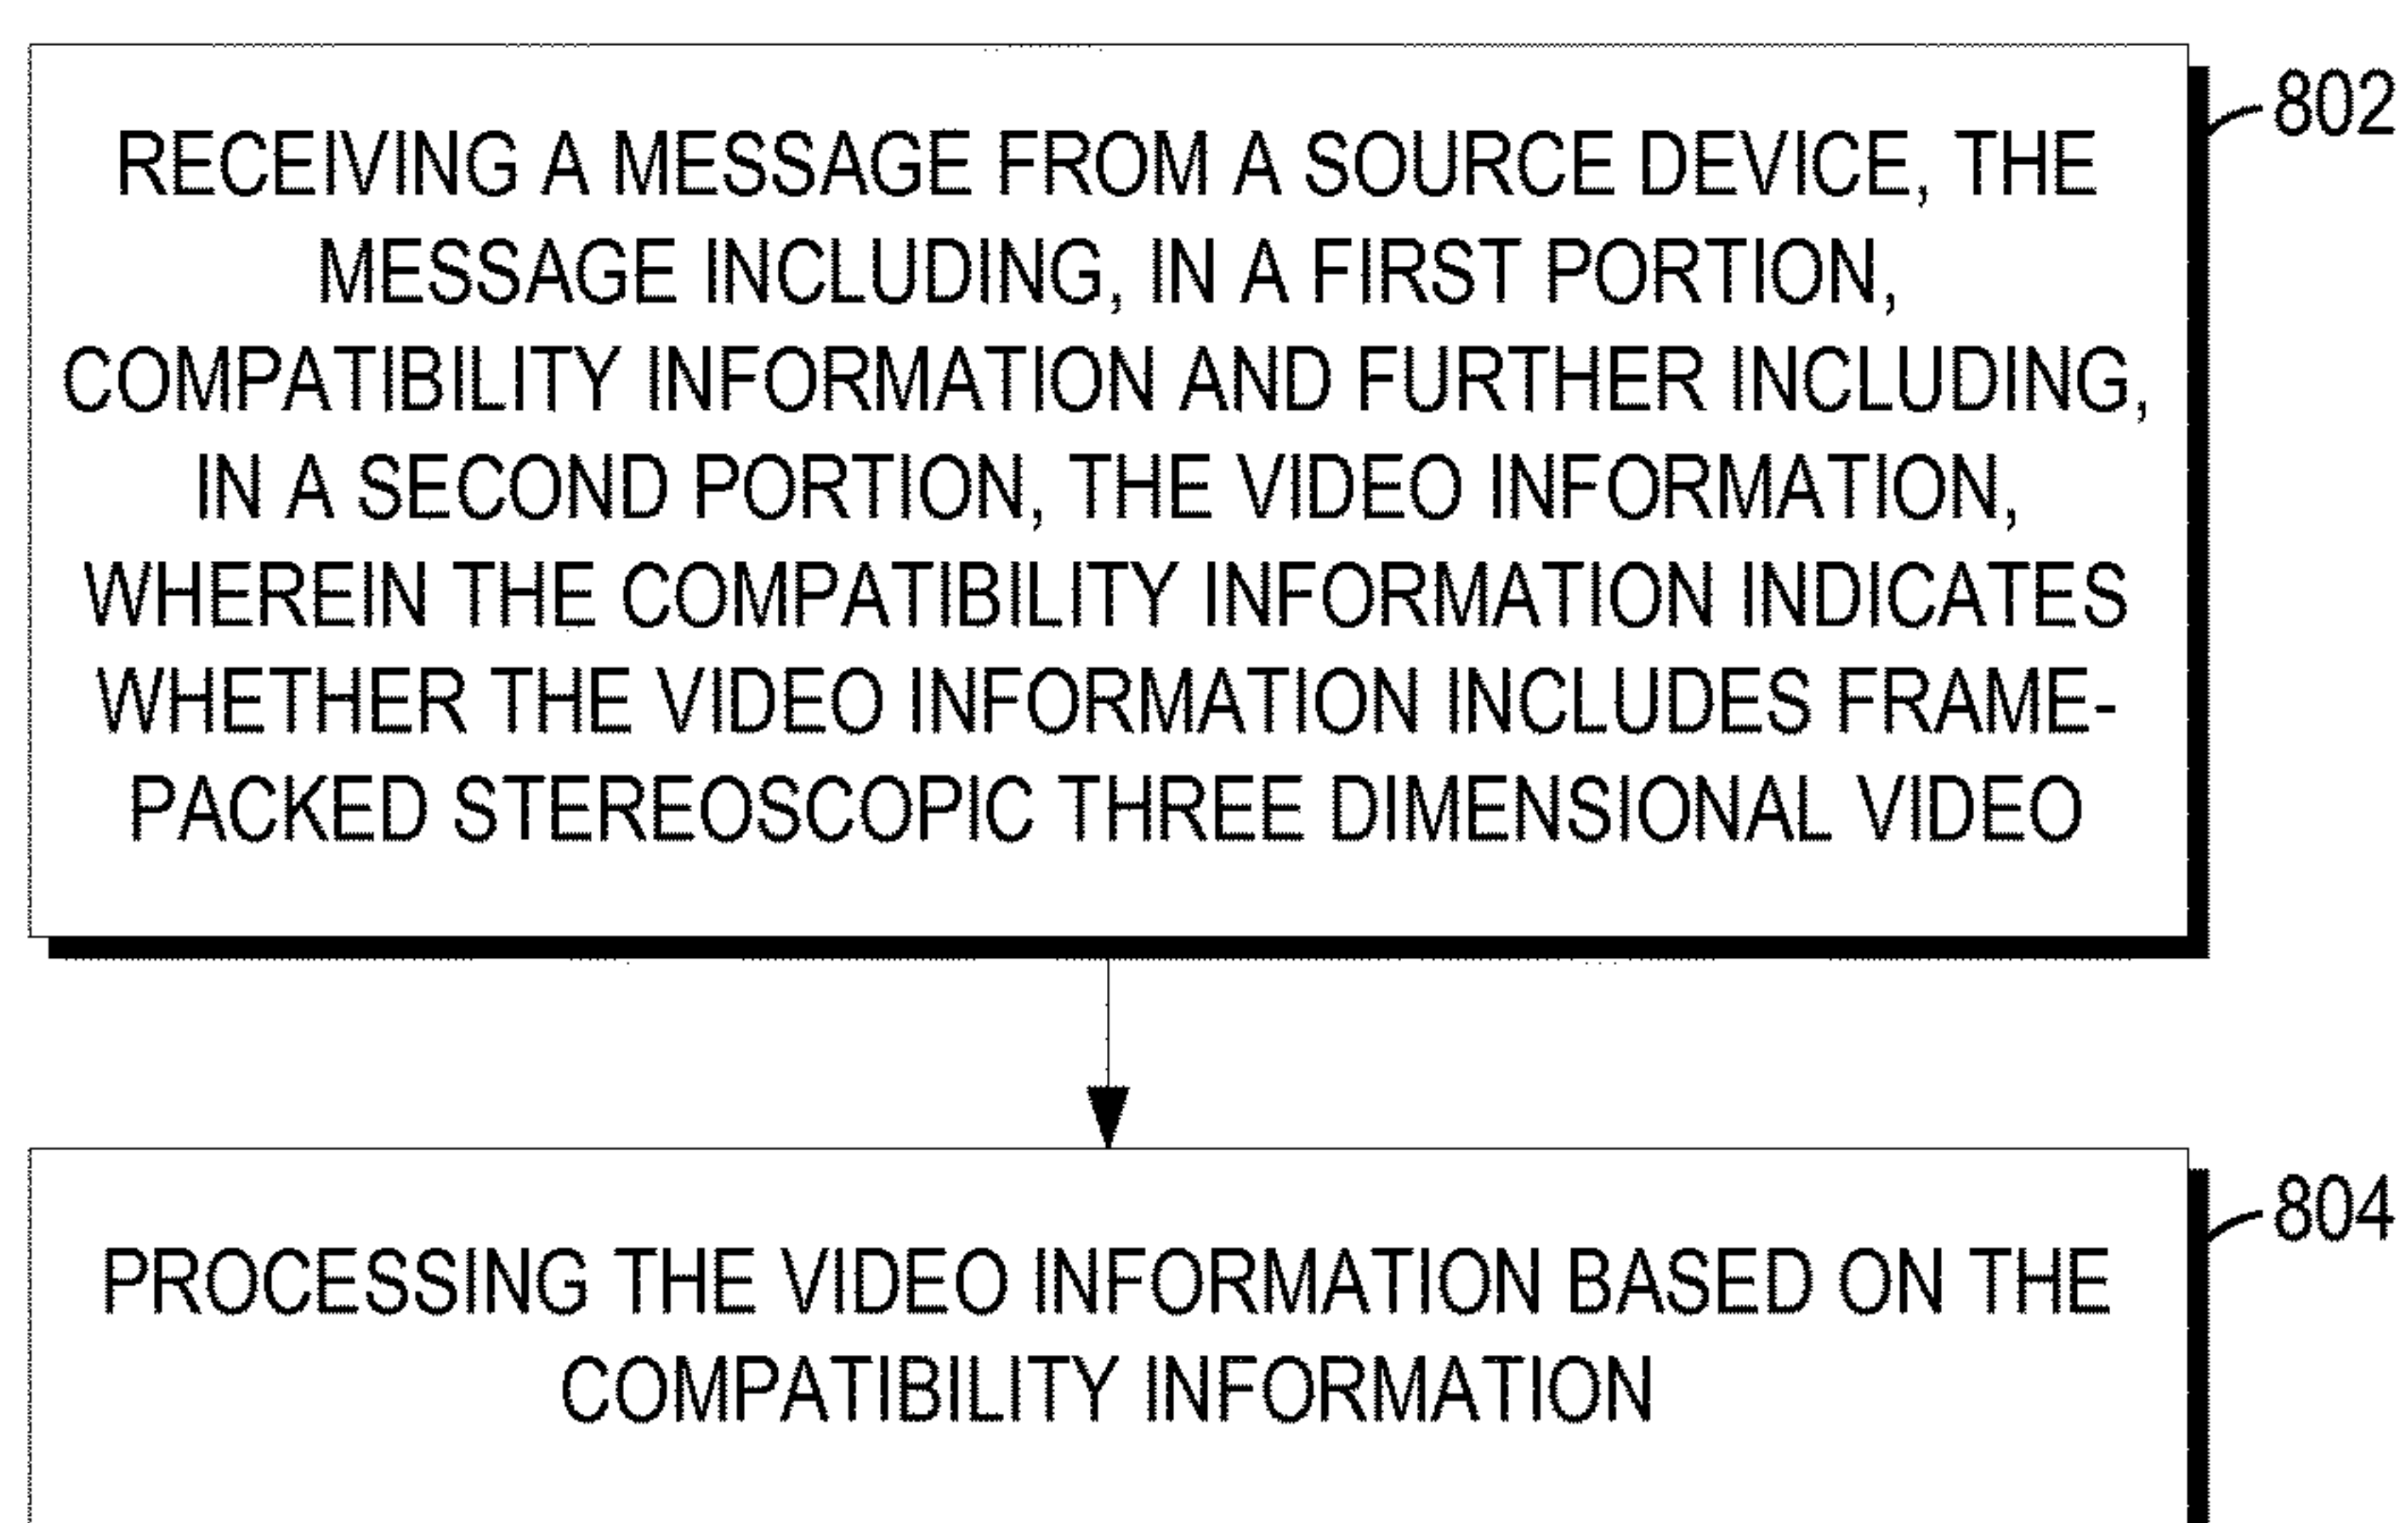 802
RECEIVING A MESSAGE FROM A SOURCE DEVICE, THE
MESSAGE INCLUDING, IN A FIRST PORTION,
COMPATIBILITY INFORMATION AND FURTHER INCLUDING,
IN A SECOND PORTION, THE VIDEO INFORMATION,
WHEREIN THE COMPATIBILITY INFORMATION INDICATES
WHETHER THE VIDEO INFORMATION INCLUDES FRAME-
PACKED STEREOSCOPIC THREE DIMENSIONAL VIDEO
804
PROCESSING THE VIDEO INFORMATION BASED ON THE
COMPATIBILITY INFORMATION